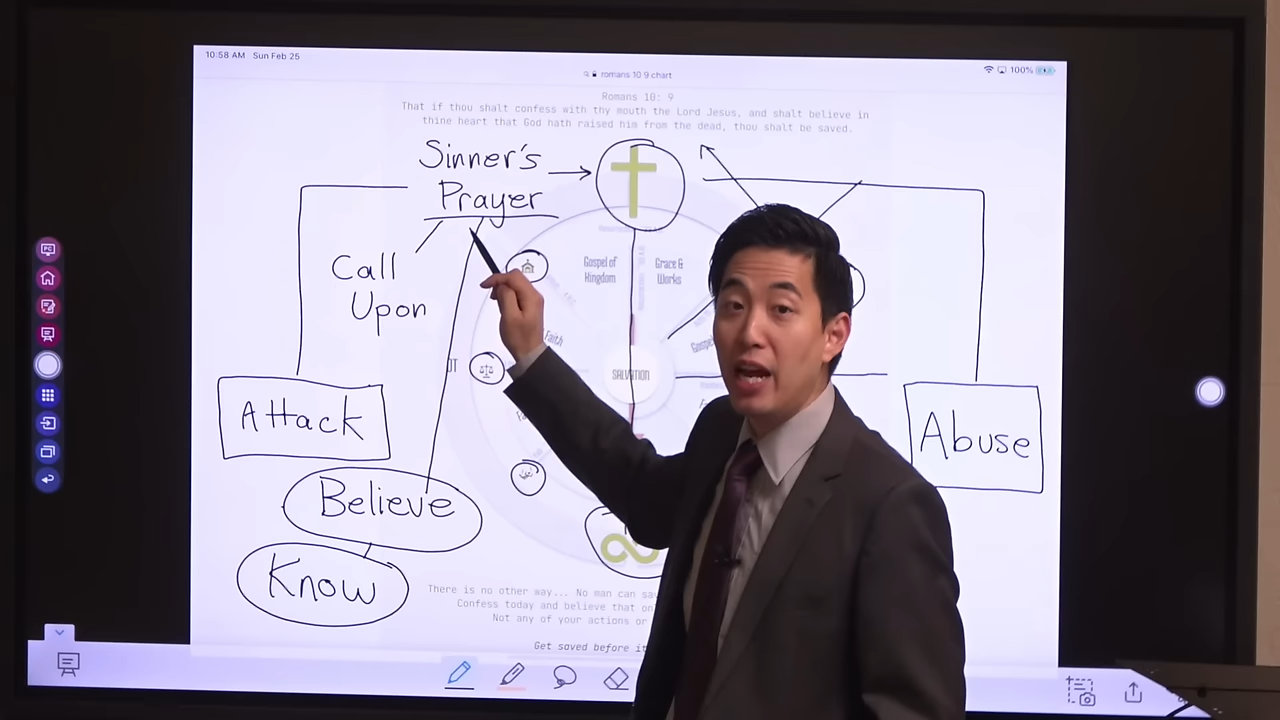 10:58 AM Sun Feb 25
romans 10 9 chart
100%
Romans 10: 9
That if thou shalt confess with thy mouth the Lord Jesus, and shalt believe in
thine heart that God hath raised him from the dead, thou shalt be saved.
Sinner's
Prayer
Call
Upon
Gospel of
Kingdom
Grace &
Works
Faith
OT
SALVATION
Attack
Abuse
Believe
Know
There is no other way... No man can
Confess today and believe that
Not any of your actions or
Get saved before